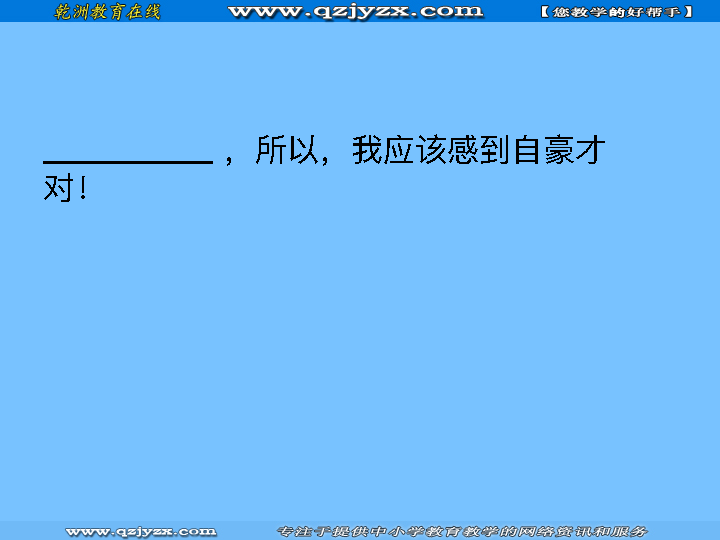 乾洲教育在线 www.qzjyzx.com 【您教学的好帮手】
__________ ，所以，我应该感到自豪才
对！
www.qzjyzx.com 专注于提供中小学教育教学的网络资讯和服务